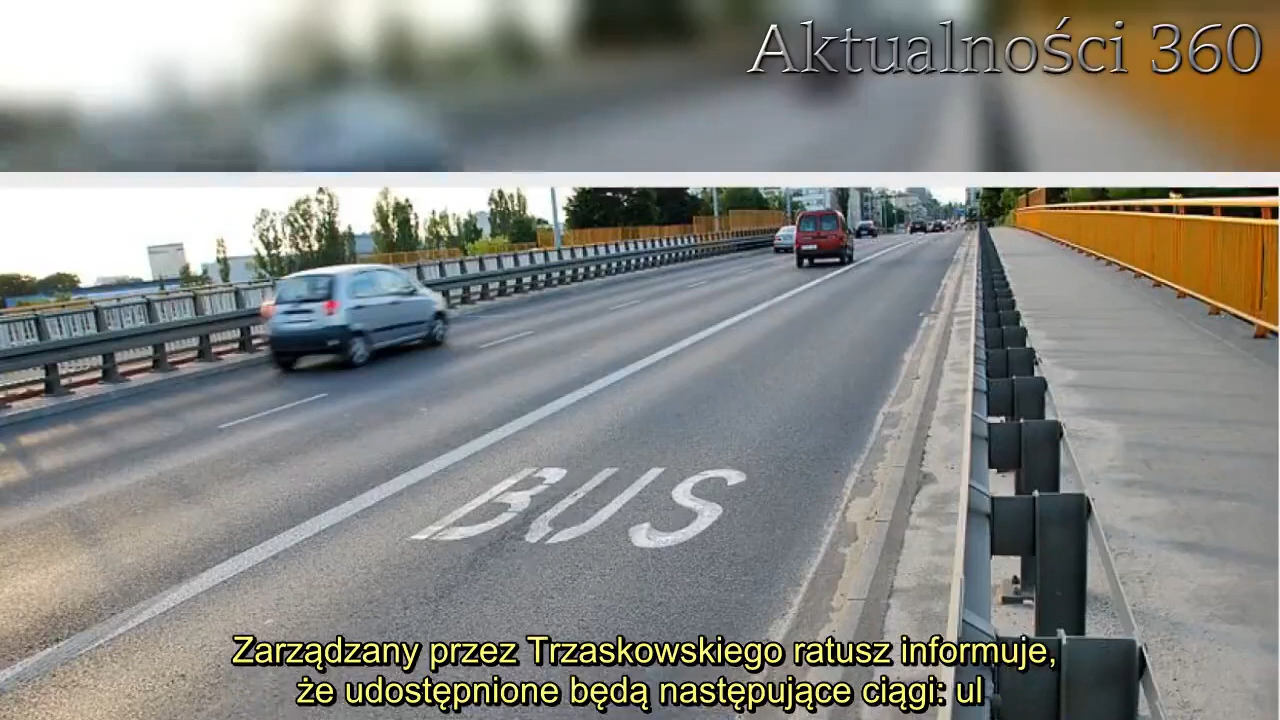 Aktualności 360
BUS
Zarządzany przez Trzaskowskiego ratusz informuje,
że udostępnione będą następujące ciągi: ul